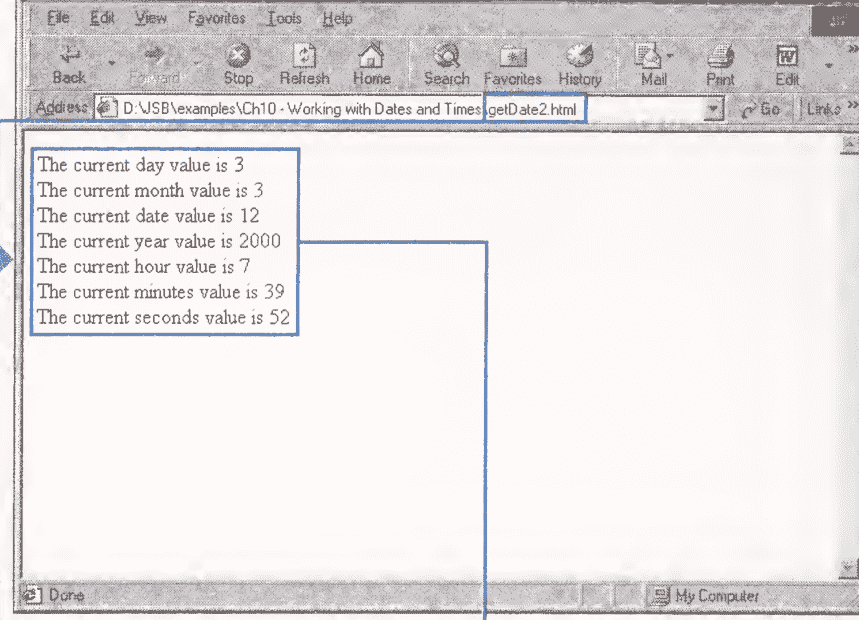 File Edit View Favorites Tools Help
Back Forward Stop Refresh Home Search Favorites History Mail Print Edit »
Address D:\JSB\examples\Ch10 - Working with Dates and Times\getDate2.html Go Links »
The current day value is 3
The current month value is 3
The current date value is 12
The current year value is 2000
The current hour value is 7
The current minutes value is 39
The current seconds value is 52
Done My Computer